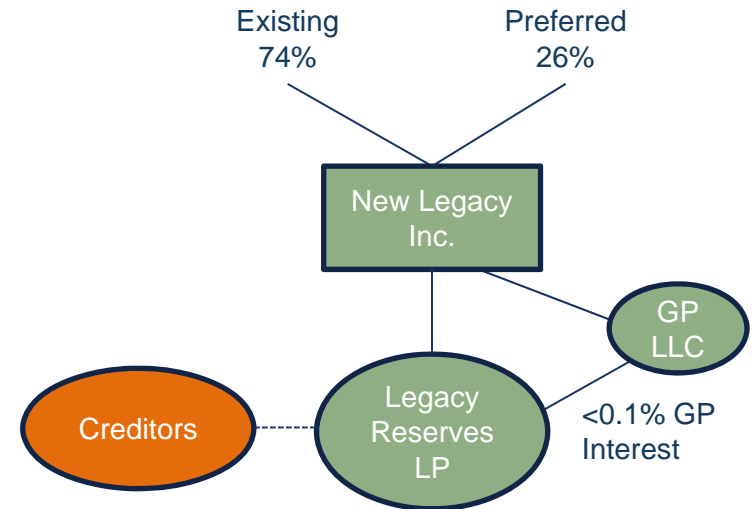 Existing
74%
Preferred
26%
New Legacy
Inc.
GP
LLC
Creditors
Legacy
Reserves
LP
<0.1% GP
Interest